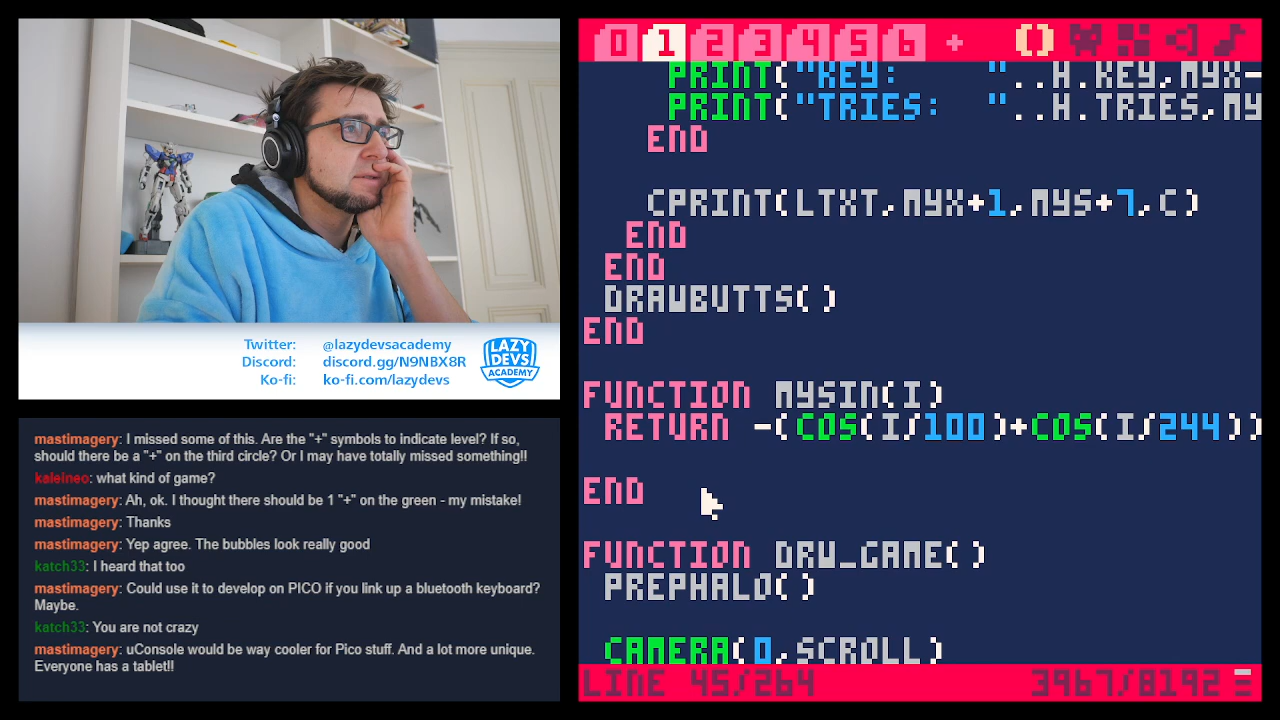 Twitter: @lazydevsacademy
Discord: discord.gg/N9NBX8R
Ko-fi: ko-fi.com/lazydevs
LAZY
DEVS
ACADEMY
mastimagery: I missed some of this. Are the "+" symbols to indicate level? If so,
should there be a "+" on the third circle? Or I may have totally missed something!!
kaleineo: what kind of game?
mastimagery: Ah, ok. I thought there should be 1 "+" on the green - my mistake!
mastimagery: Thanks
mastimagery: Yep agree. The bubbles look really good
katch33: I heard that too
mastimagery: Could use it to develop on PICO if you link up a bluetooth keyboard?
Maybe.
katch33: You are not crazy
mastimagery: uConsole would be way cooler for Pico stuff. And a lot more unique.
Everyone has a tablet!!
0 1 2 3 4 5 6 + ()
PRINT("KEY:    "..H.KEY,MYX-
PRINT("TRIES:  "..H.TRIES,MY
END
CPRINT(LTXT,MYX+1,MYS+7,C)
END
END
DRAWBUTTS()
END
FUNCTION MYSIN(I)
RETURN -(COS(I/100)+COS(I/244))
END
FUNCTION DRW_GAME()
PREPHALO()
CAMERA(0,SCROLL)
LINE 45/264 3967/8192